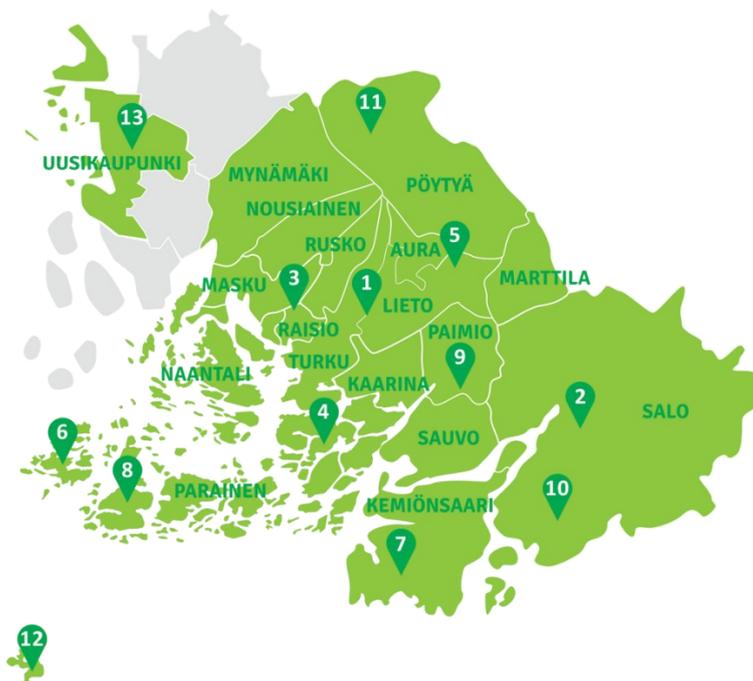 11
13
UUSIKAUPUNKI
MYNÄMÄKI
PÖYTYÄ
NOUSIAINEN
RUSKO
AURA
5
MASKU
3
1
MARTTILA
LIETO
RAISIO
PAIMIO
TURKU
9
NAANTALI
KAARINA
2
4
SALO
6
SAUVO
8
PARAINEN
10
KEMIÖNSAARI
7
12